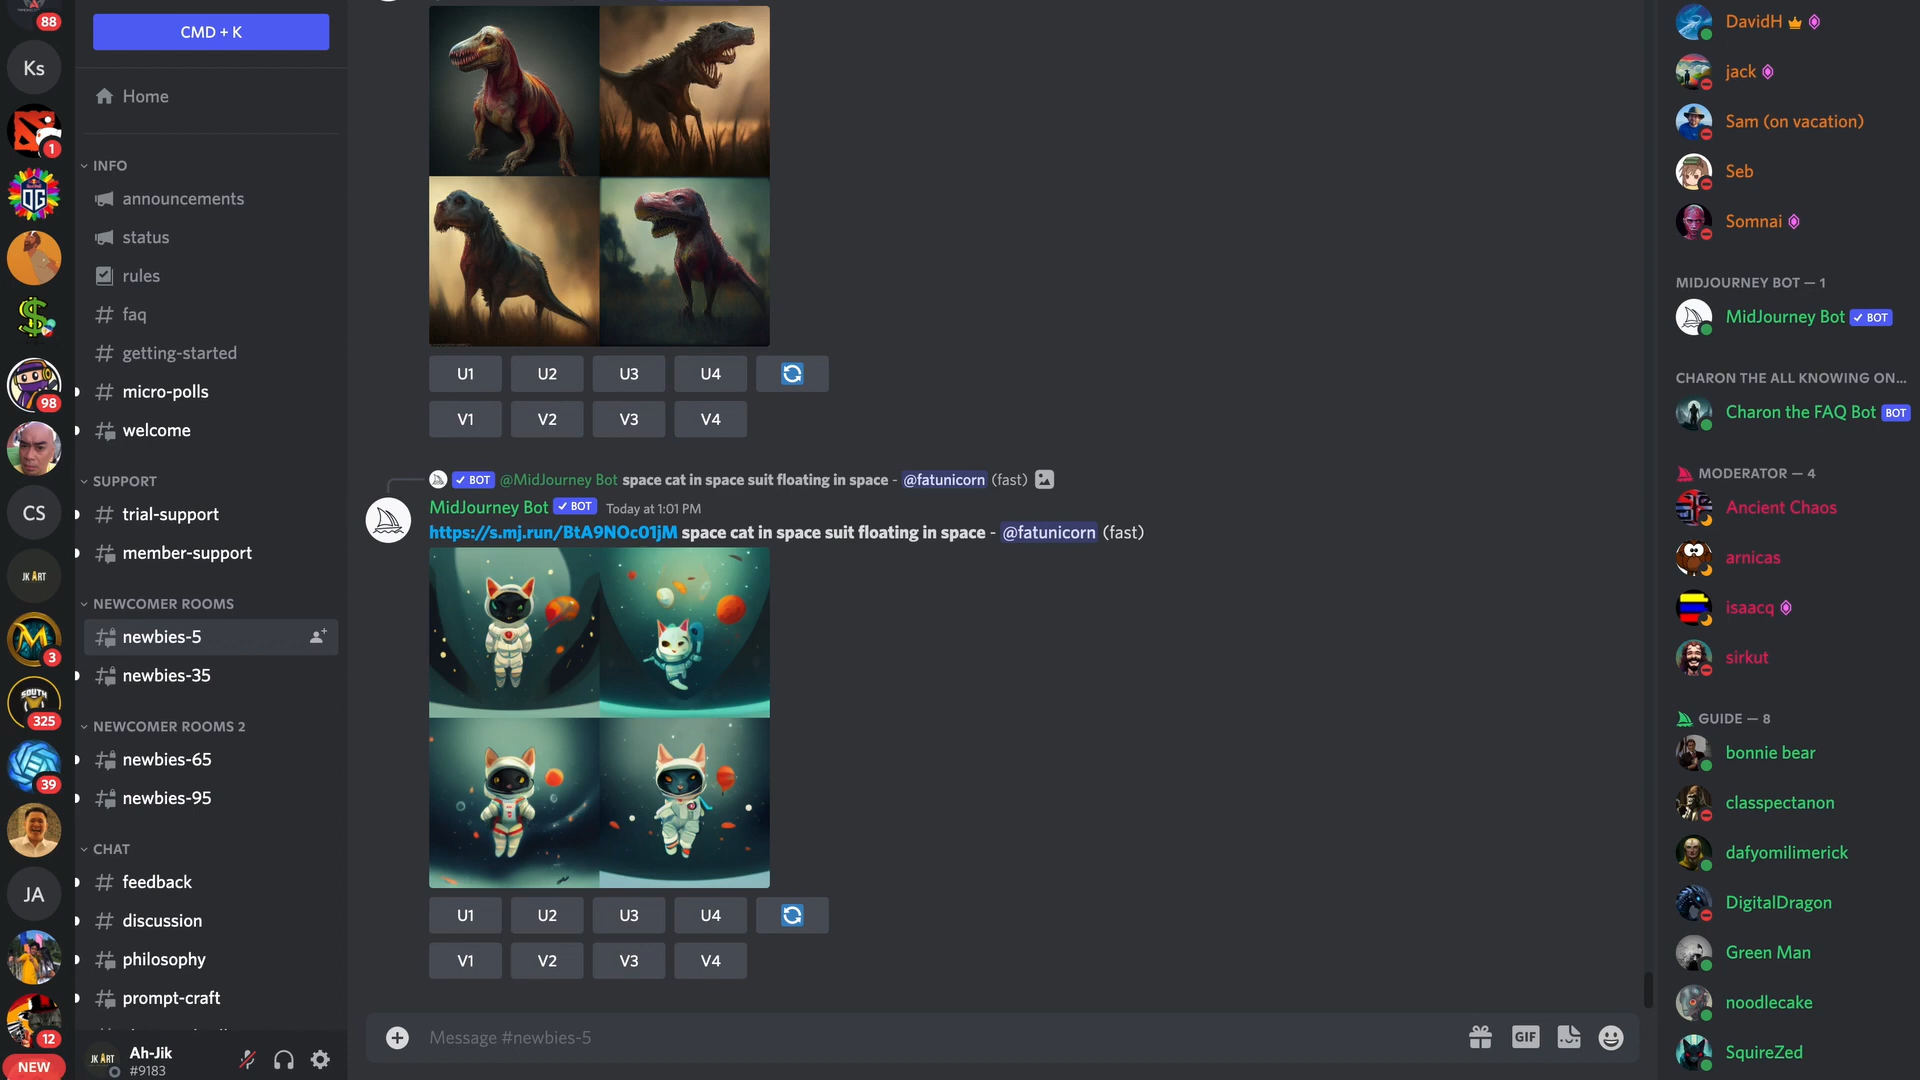 88
Ks
1
OG
98
CS
JK ART
3
SOUTH
325
39
JA
12
NEW
CMD + K
Home
INFO
announcements
status
rules
faq
getting-started
micro-polls
welcome
SUPPORT
trial-support
member-support
NEWCOMER ROOMS
newbies-5
newbies-35
NEWCOMER ROOMS 2
newbies-65
newbies-95
CHAT
feedback
discussion
philosophy
prompt-craft
JK ART
Ah-Jik
#9183
U1 U2 U3 U4
V1 V2 V3 V4
BOT @MidJourney Bot space cat in space suit floating in space - @fatunicorn (fast)
MidJourney Bot BOT Today at 1:01 PM
https://s.mj.run/BtA9NOc01jM space cat in space suit floating in space - @fatunicorn (fast)
U1 U2 U3 U4
V1 V2 V3 V4
Message #newbies-5
GIF
DavidH
jack
Sam (on vacation)
Seb
Somnai
MIDJOURNEY BOT — 1
MidJourney Bot BOT
CHARON THE ALL KNOWING ON...
Charon the FAQ Bot BOT
MODERATOR — 4
Ancient Chaos
arnicas
isaacq
sirkut
GUIDE — 8
bonnie bear
classpectanon
dafyomilimerick
DigitalDragon
Green Man
noodlecake
SquireZed